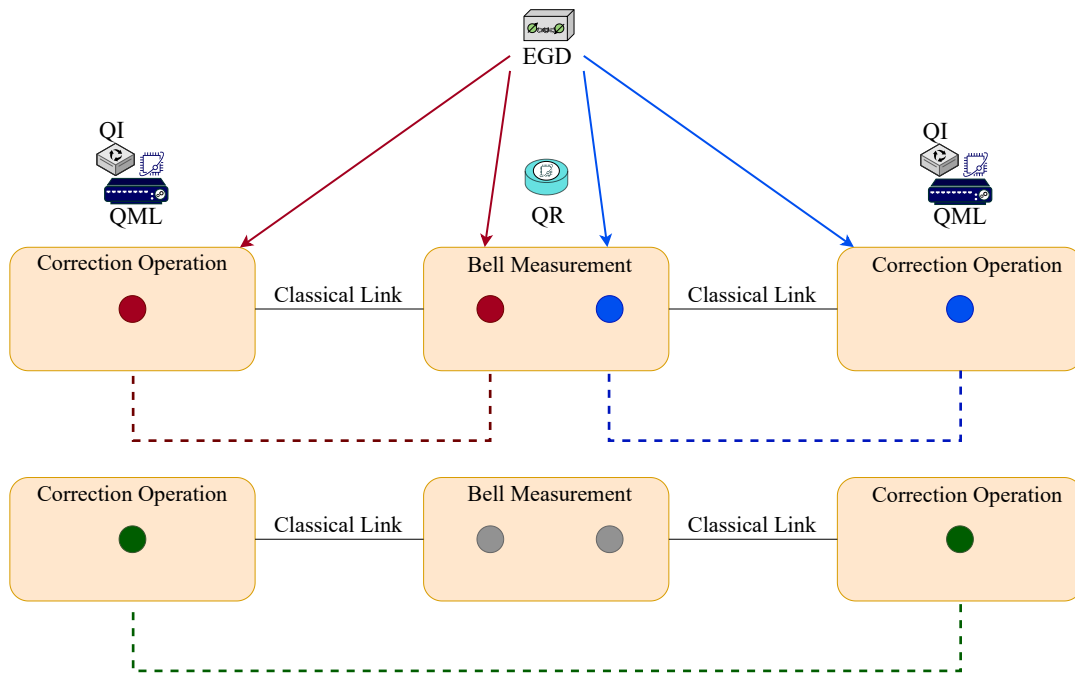 EGD
QI
QI
QML
QR
QML
Correction Operation
Bell Measurement
Correction Operation
Classical Link
Classical Link
Correction Operation
Bell Measurement
Correction Operation
Classical Link
Classical Link